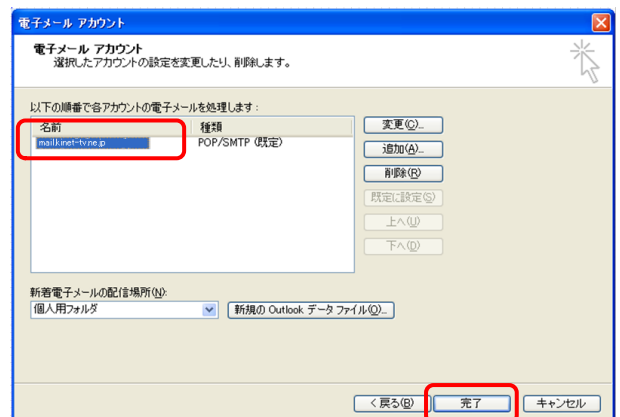 電子メール アカウント
電子メール アカウント
選択したアカウントの設定を変更したり、削除します。
以下の順番で各アカウントの電子メールを処理します:
名前 種類
mail.kinet-tv.ne.jp POP/SMTP (既定)
変更(C)...
追加(A)...
削除(R)
既定に設定(S)
上へ(U)
下へ(D)
新着電子メールの配信場所(N):
個人用フォルダ
新規の Outlook データ ファイル(O)...
< 戻る(B)
完了
キャンセル